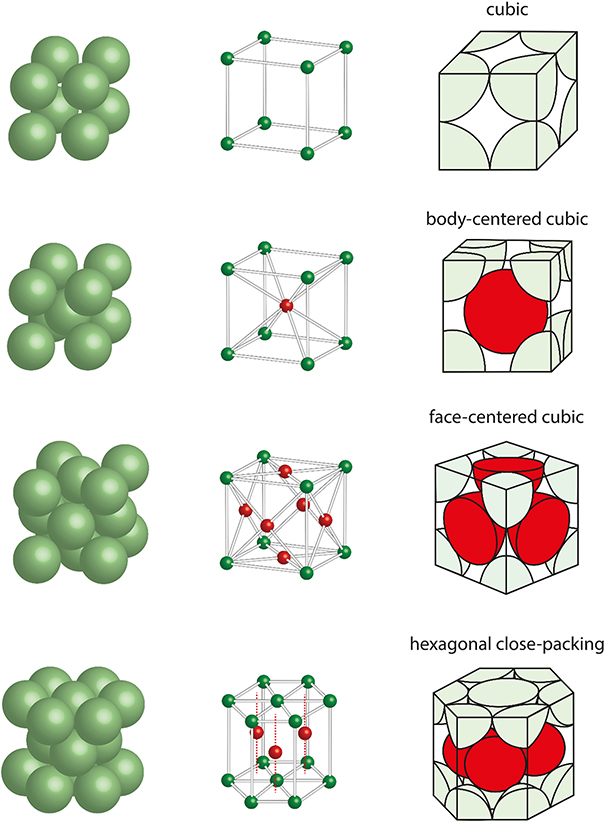 cubic
body-centered cubic
face-centered cubic
hexagonal close-packing